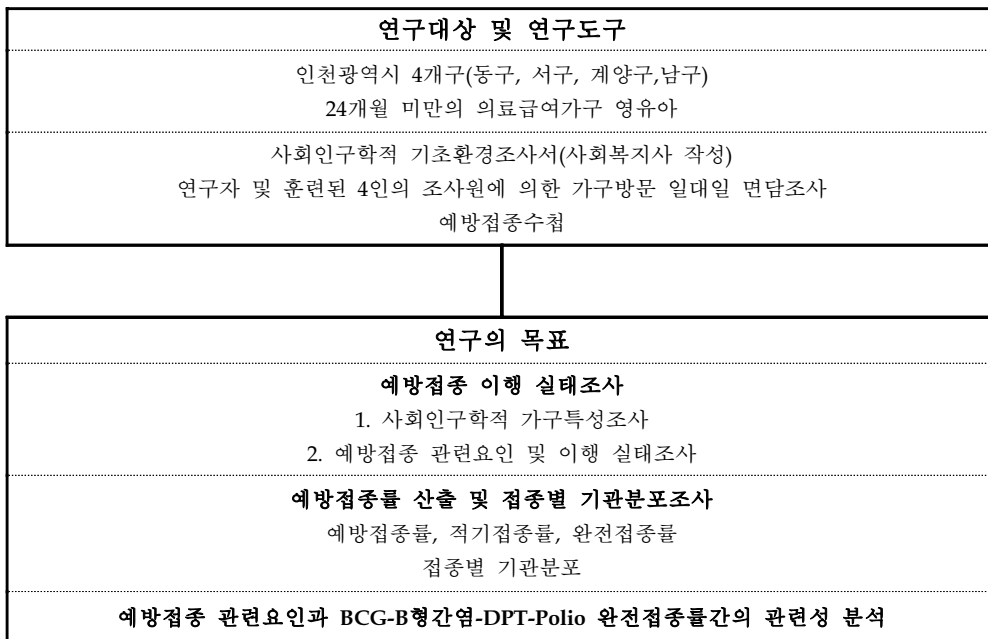 연구대상 및 연구도구
인천광역시 4개구(동구, 서구, 계양구,남구)
24개월 미만의 의료급여가구 영유아
사회인구학적 기초환경조사서(사회복지사 작성)
연구자 및 훈련된 4인의 조사원에 의한 가구방문 일대일 면담조사
예방접종수첩
연구의 목표
예방접종 이행 실태조사
1. 사회인구학적 가구특성조사
2. 예방접종 관련요인 및 이행 실태조사
예방접종률 산출 및 접종별 기관분포조사
예방접종률, 적기접종률, 완전접종률
접종별 기관분포
예방접종 관련요인과 BCG-B형간염-DPT-Polio 완전접종률간의 관련성 분석